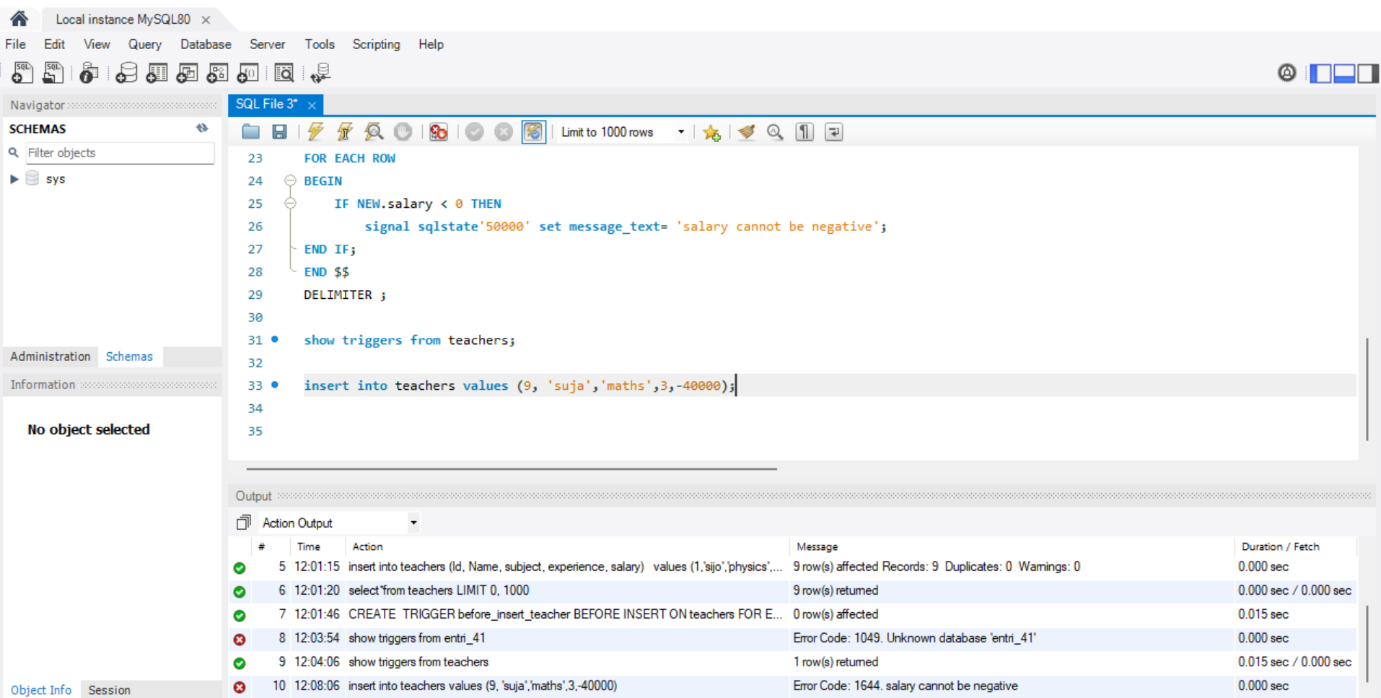 Local instance MySQL80 ×
File Edit View Query Database Server Tools Scripting Help
Navigator
SCHEMAS
Filter objects
sys
Administration Schemas
Information
No object selected
Object Info Session
SQL File 3* ×
Limit to 1000 rows
23 FOR EACH ROW
24 BEGIN
25 IF NEW.salary < 0 THEN
26 signal sqlstate'50000' set message_text= 'salary cannot be negative';
27 END IF;
28 END $$
29 DELIMITER ;
30
31 show triggers from teachers;
32
33 insert into teachers values (9, 'suja','maths',3,-40000);
34
35
Output
Action Output
# Time Action Message Duration / Fetch
5 12:01:15 insert into teachers (Id, Name, subject, experience, salary) values (1,'sijo','physics',... 9 row(s) affected Records: 9 Duplicates: 0 Warnings: 0 0.000 sec
6 12:01:20 select*from teachers LIMIT 0, 1000 9 row(s) returned 0.000 sec / 0.000 sec
7 12:01:46 CREATE TRIGGER before_insert_teacher BEFORE INSERT ON teachers FOR E... 0 row(s) affected 0.015 sec
8 12:03:54 show triggers from entri_41 Error Code: 1049. Unknown database 'entri_41' 0.000 sec
9 12:04:06 show triggers from teachers 1 row(s) returned 0.015 sec / 0.000 sec
10 12:08:06 insert into teachers values (9, 'suja','maths',3,-40000) Error Code: 1644. salary cannot be negative 0.000 sec